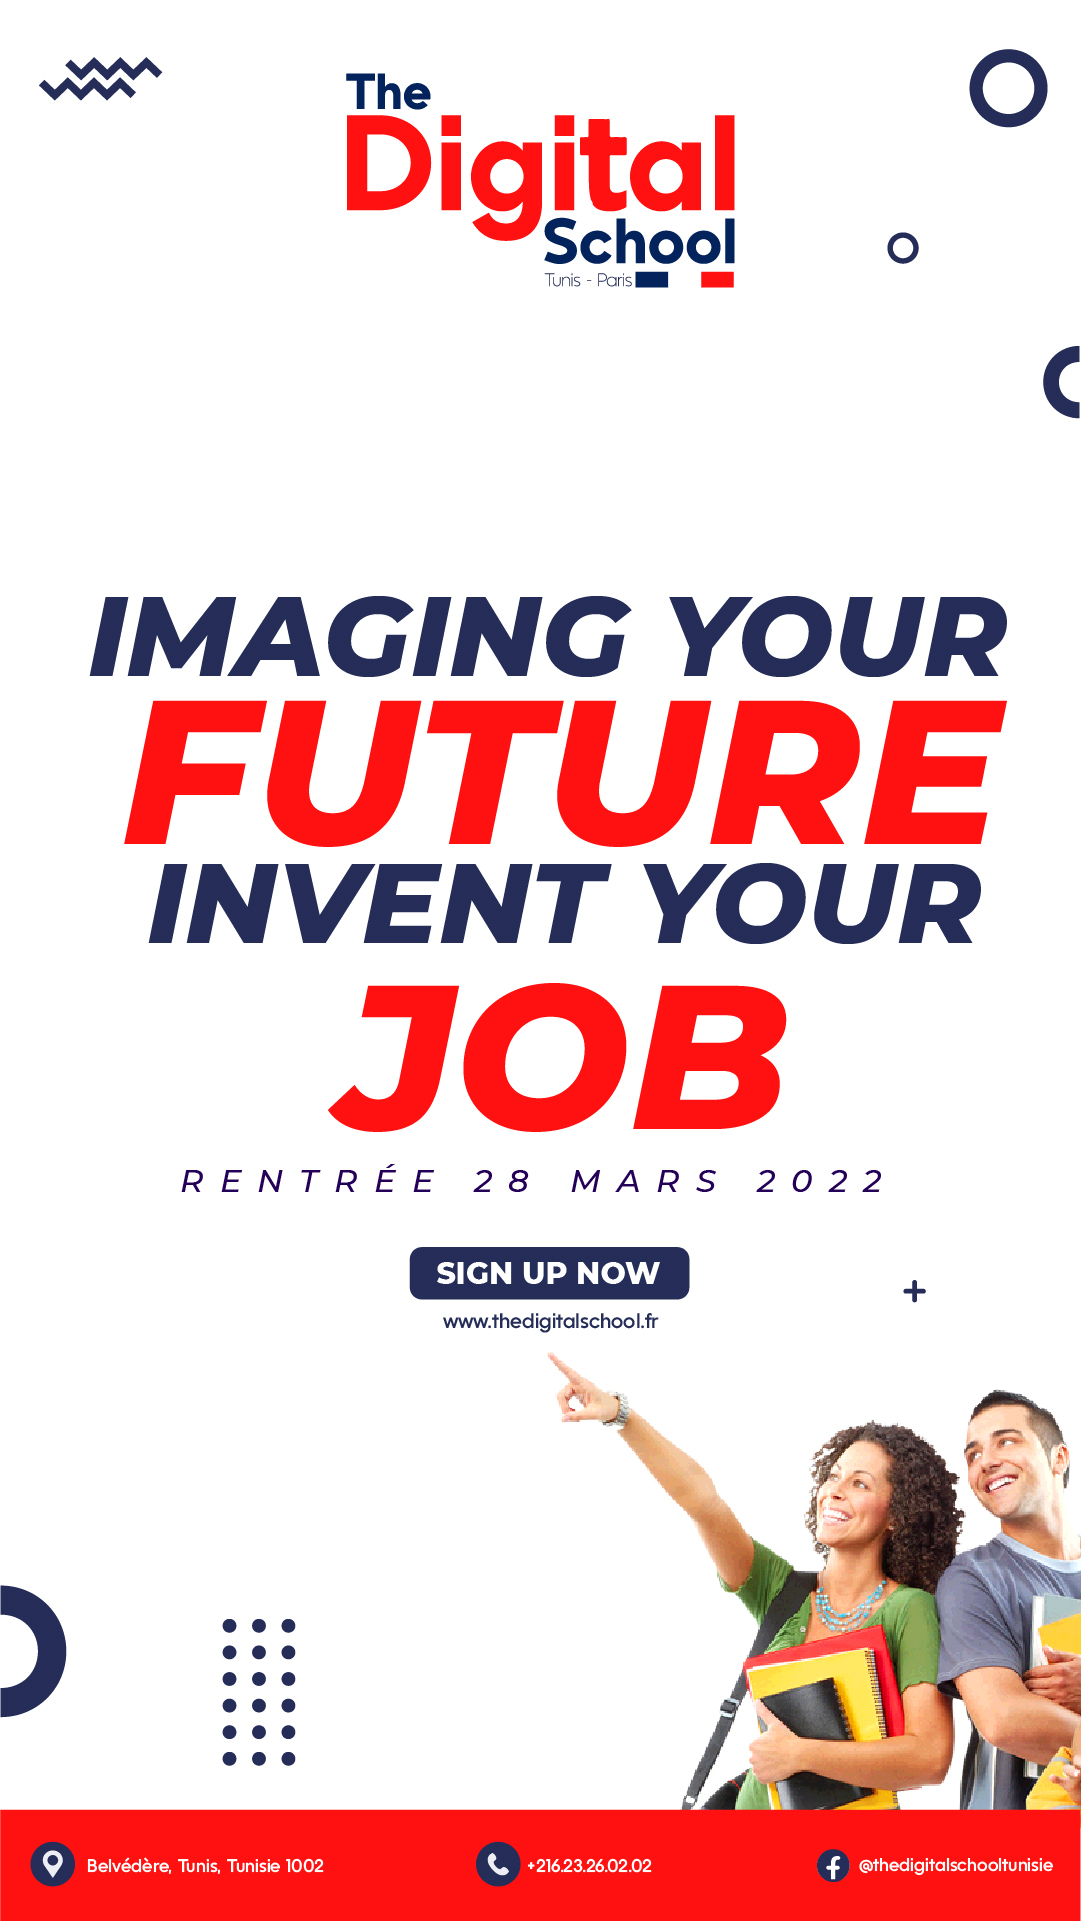 The
Digital
School
Tunis - Paris
IMAGING YOUR
FUTURE
INVENT YOUR
JOB
RENTRÉE 28 MARS 2022
SIGN UP NOW
www.thedigitalschool.fr
Belvédère, Tunis, Tunisie 1002
+216.23.26.02.02
@thedigitalschooltunisie